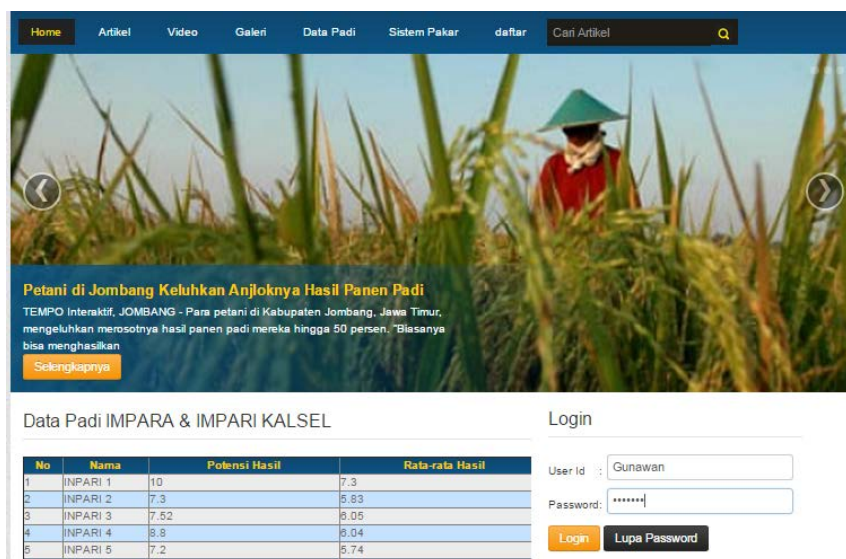 Home Artikel Video Galeri Data Padi Sistem Pakar daftar Cari Artikel
Petani di Jombang Keluhkan Anjloknya Hasil Panen Padi
TEMPO Interaktif, JOMBANG - Para petani di Kabupaten Jombang, Jawa Timur,
mengeluhkan merosotnya hasil panen padi mereka hingga 50 persen. "Biasanya
bisa menghasilkan
Selengkapnya
Data Padi IMPARA & IMPARI KALSEL
No Nama Potensi Hasil Rata-rata Hasil
1 INPARI 1 10 7.3
2 INPARI 2 7.3 5.83
3 INPARI 3 7.52 6.05
4 INPARI 4 8.8 6.04
5 INPARI 5 7.2 5.74
Login
User Id : Gunawan
Password: •••••••
Login Lupa Password